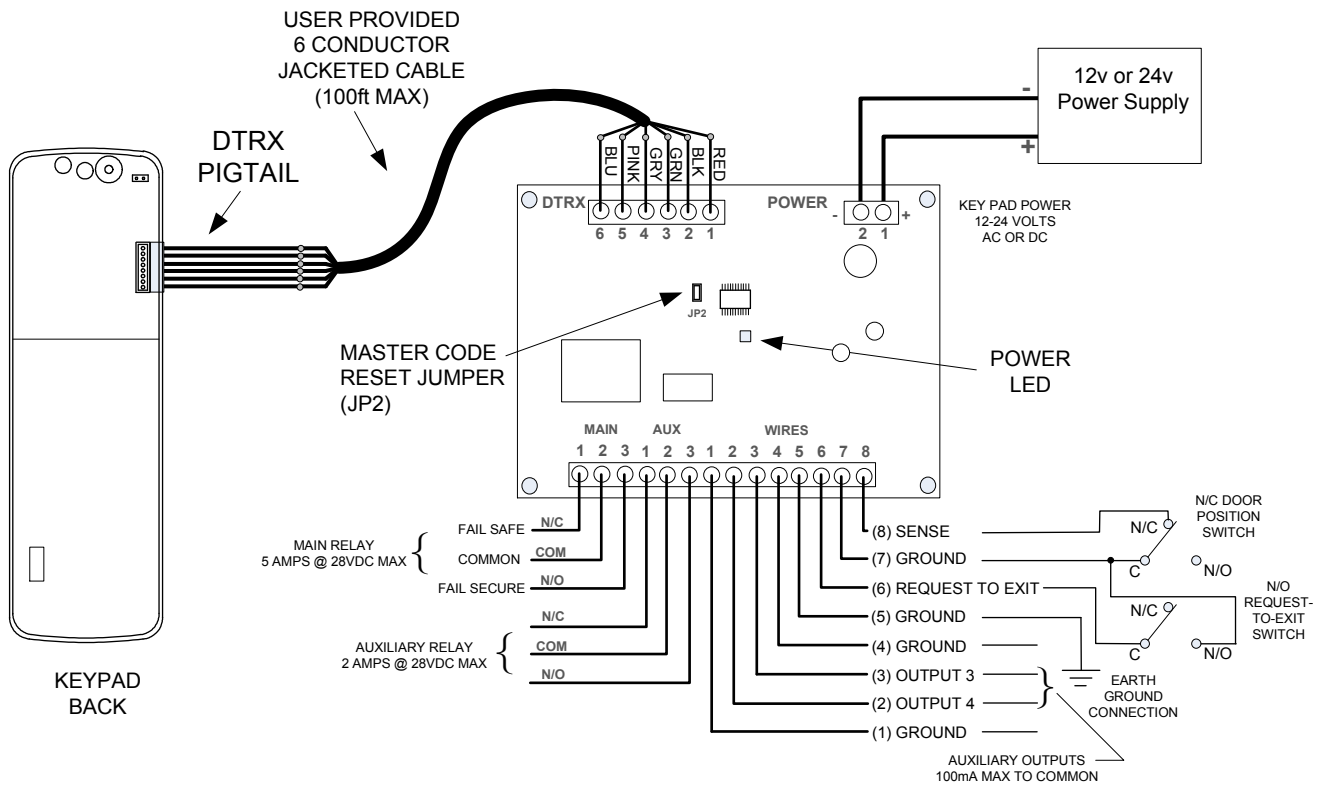 USER PROVIDED
6 CONDUCTOR
JACKETED CABLE
(100ft MAX)
12v or 24v
Power Supply
-
+
DTRX
PIGTAIL
BLU
PINK
GRY
GRN
BLK
RED
DTRX
6 5 4 3 2 1
POWER
- +
2 1
KEY PAD POWER
12-24 VOLTS
AC OR DC
JP2
MASTER CODE
RESET JUMPER
(JP2)
POWER
LED
MAIN AUX WIRES
1 2 3 1 2 3 1 2 3 4 5 6 7 8
MAIN RELAY
5 AMPS @ 28VDC MAX
{
FAIL SAFE N/C
COMMON COM
FAIL SECURE N/O
AUXILIARY RELAY
2 AMPS @ 28VDC MAX
{
N/C
COM
N/O
(8) SENSE
(7) GROUND
(6) REQUEST TO EXIT
(5) GROUND
(4) GROUND
(3) OUTPUT 3
(2) OUTPUT 4
(1) GROUND
}
N/C DOOR
POSITION
SWITCH
N/C
C
N/O
N/O
REQUEST-
TO-EXIT
SWITCH
N/C
C
N/O
EARTH
GROUND
CONNECTION
AUXILIARY OUTPUTS
100mA MAX TO COMMON
KEYPAD
BACK